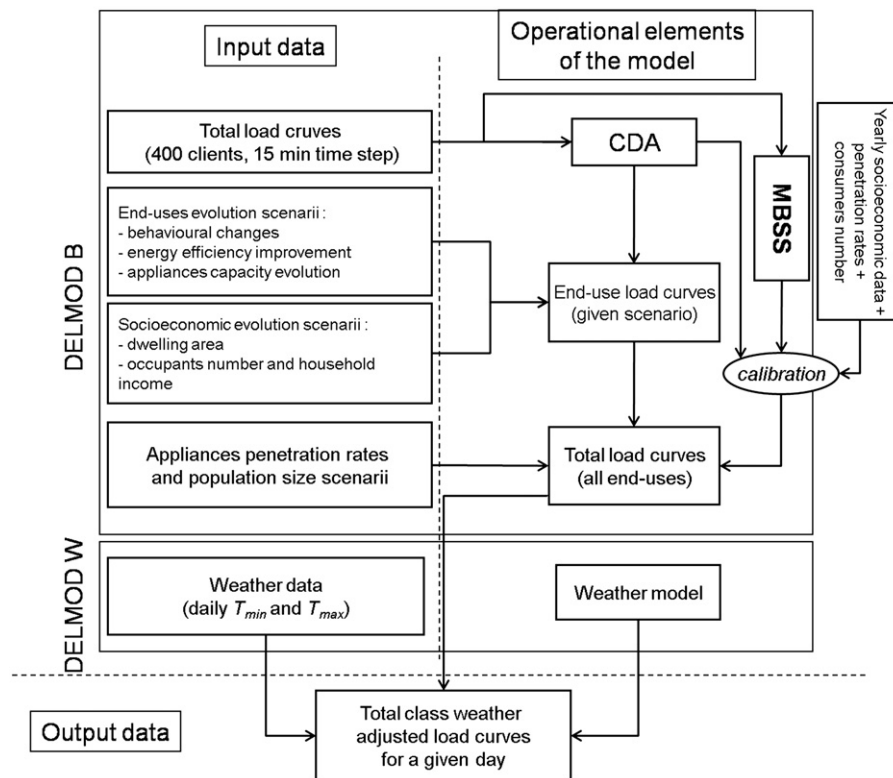 Input data
Operational elements
of the model
Total load cruves
(400 clients, 15 min time step)
CDA
MBSS
Yearly socioeconomic data +
penetration rates +
consumers number
End-uses evolution scenarii :
- behavioural changes
- energy efficiency improvement
- appliances capacity evolution
End-use load curves
(given scenario)
Socioeconomic evolution scenarii :
- dwelling area
- occupants number and household
income
calibration
DELMOD B
Appliances penetration rates
and population size scenarii
Total load curves
(all end-uses)
DELMOD W
Weather data
(daily Tmin and Tmax)
Weather model
Output data
Total class weather
adjusted load curves
for a given day